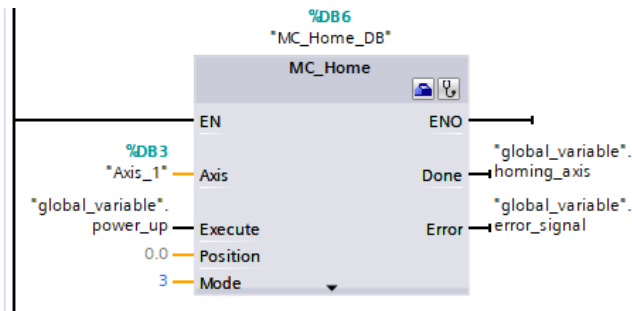 %DB6
"MC_Home_DB"
MC_Home
EN
ENO
%DB3
"Axis_1"
Axis
Done
"global_variable".
homing_axis
"global_variable".
power_up
Execute
Error
"global_variable".
error_signal
0.0
Position
3
Mode